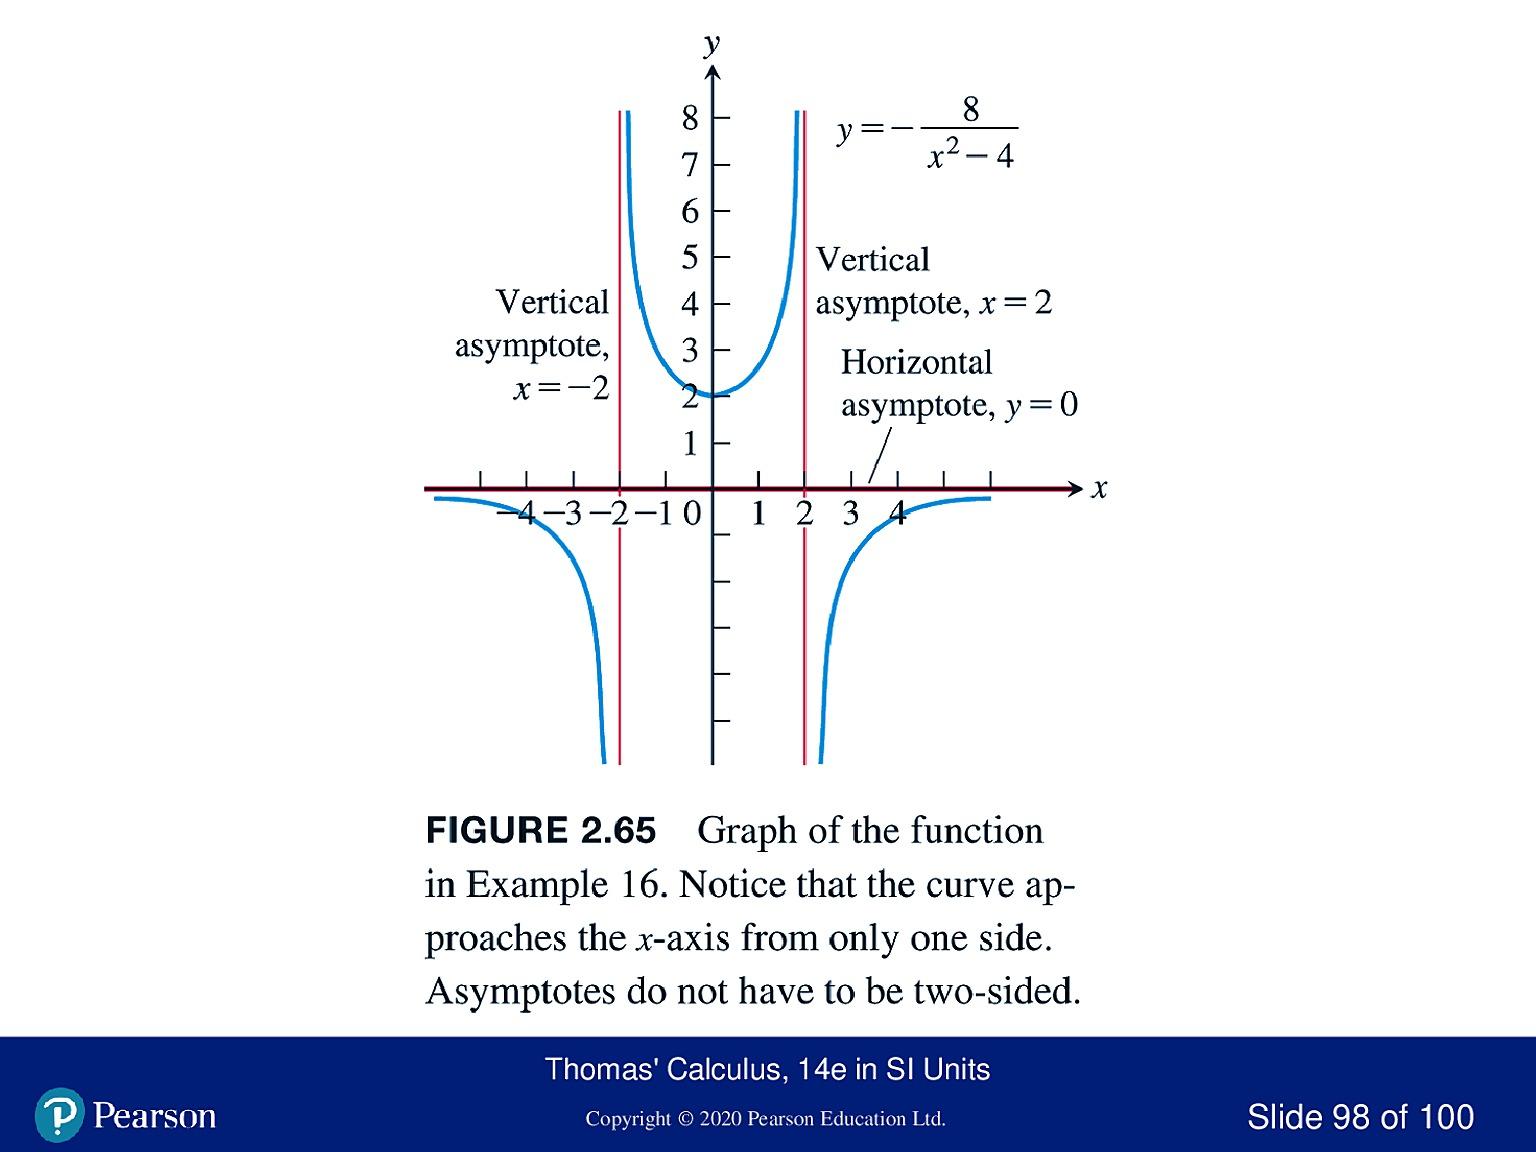 y
8
7
6
5
4
3
2
1
y = − 8 / x² − 4
Vertical
asymptote, x = 2
Vertical
asymptote,
x = −2
Horizontal
asymptote, y = 0
x
−4 −3 −2 −1 0 1 2 3 4
FIGURE 2.65 Graph of the function
in Example 16. Notice that the curve ap-
proaches the x-axis from only one side.
Asymptotes do not have to be two-sided.
Thomas' Calculus, 14e in SI Units
Pearson
Copyright © 2020 Pearson Education Ltd.
Slide 98 of 100